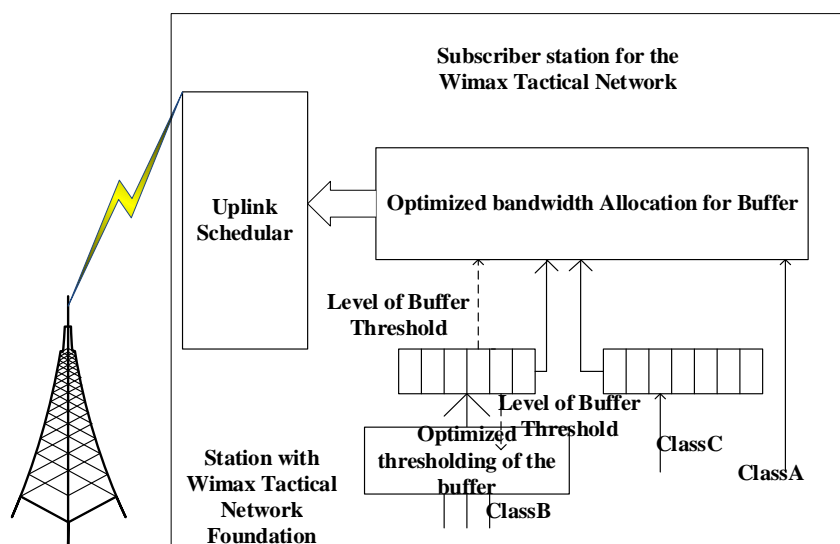 Subscriber station for the
Wimax Tactical Network
Uplink
Schedular
Optimized bandwidth Allocation for Buffer
Level of Buffer
Threshold
Level of Buffer
Threshold
Optimized
thresholding of the
buffer
ClassC
ClassA
ClassB
Station with
Wimax Tactical
Network
Foundation